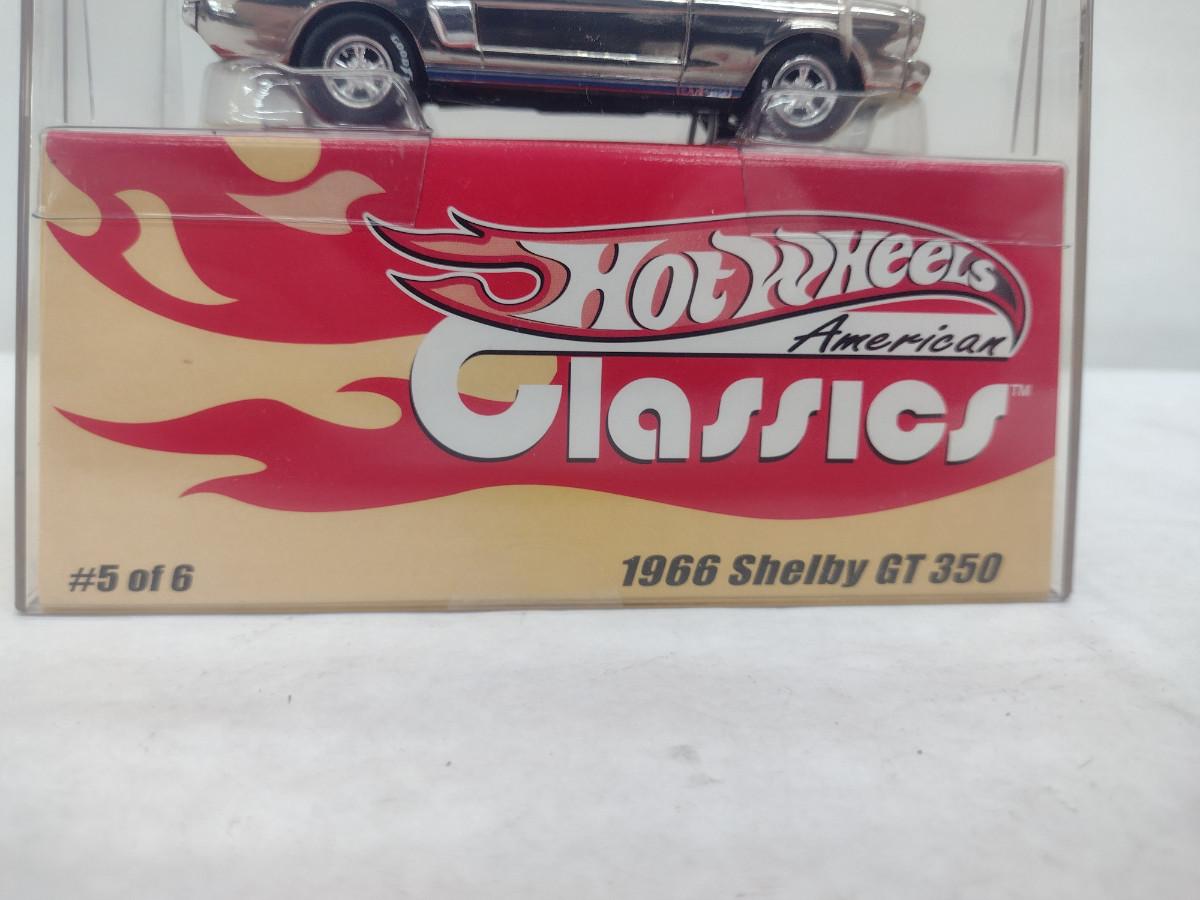 Hot Wheels
American
Classics™
#5 of 6
1966 Shelby GT 350